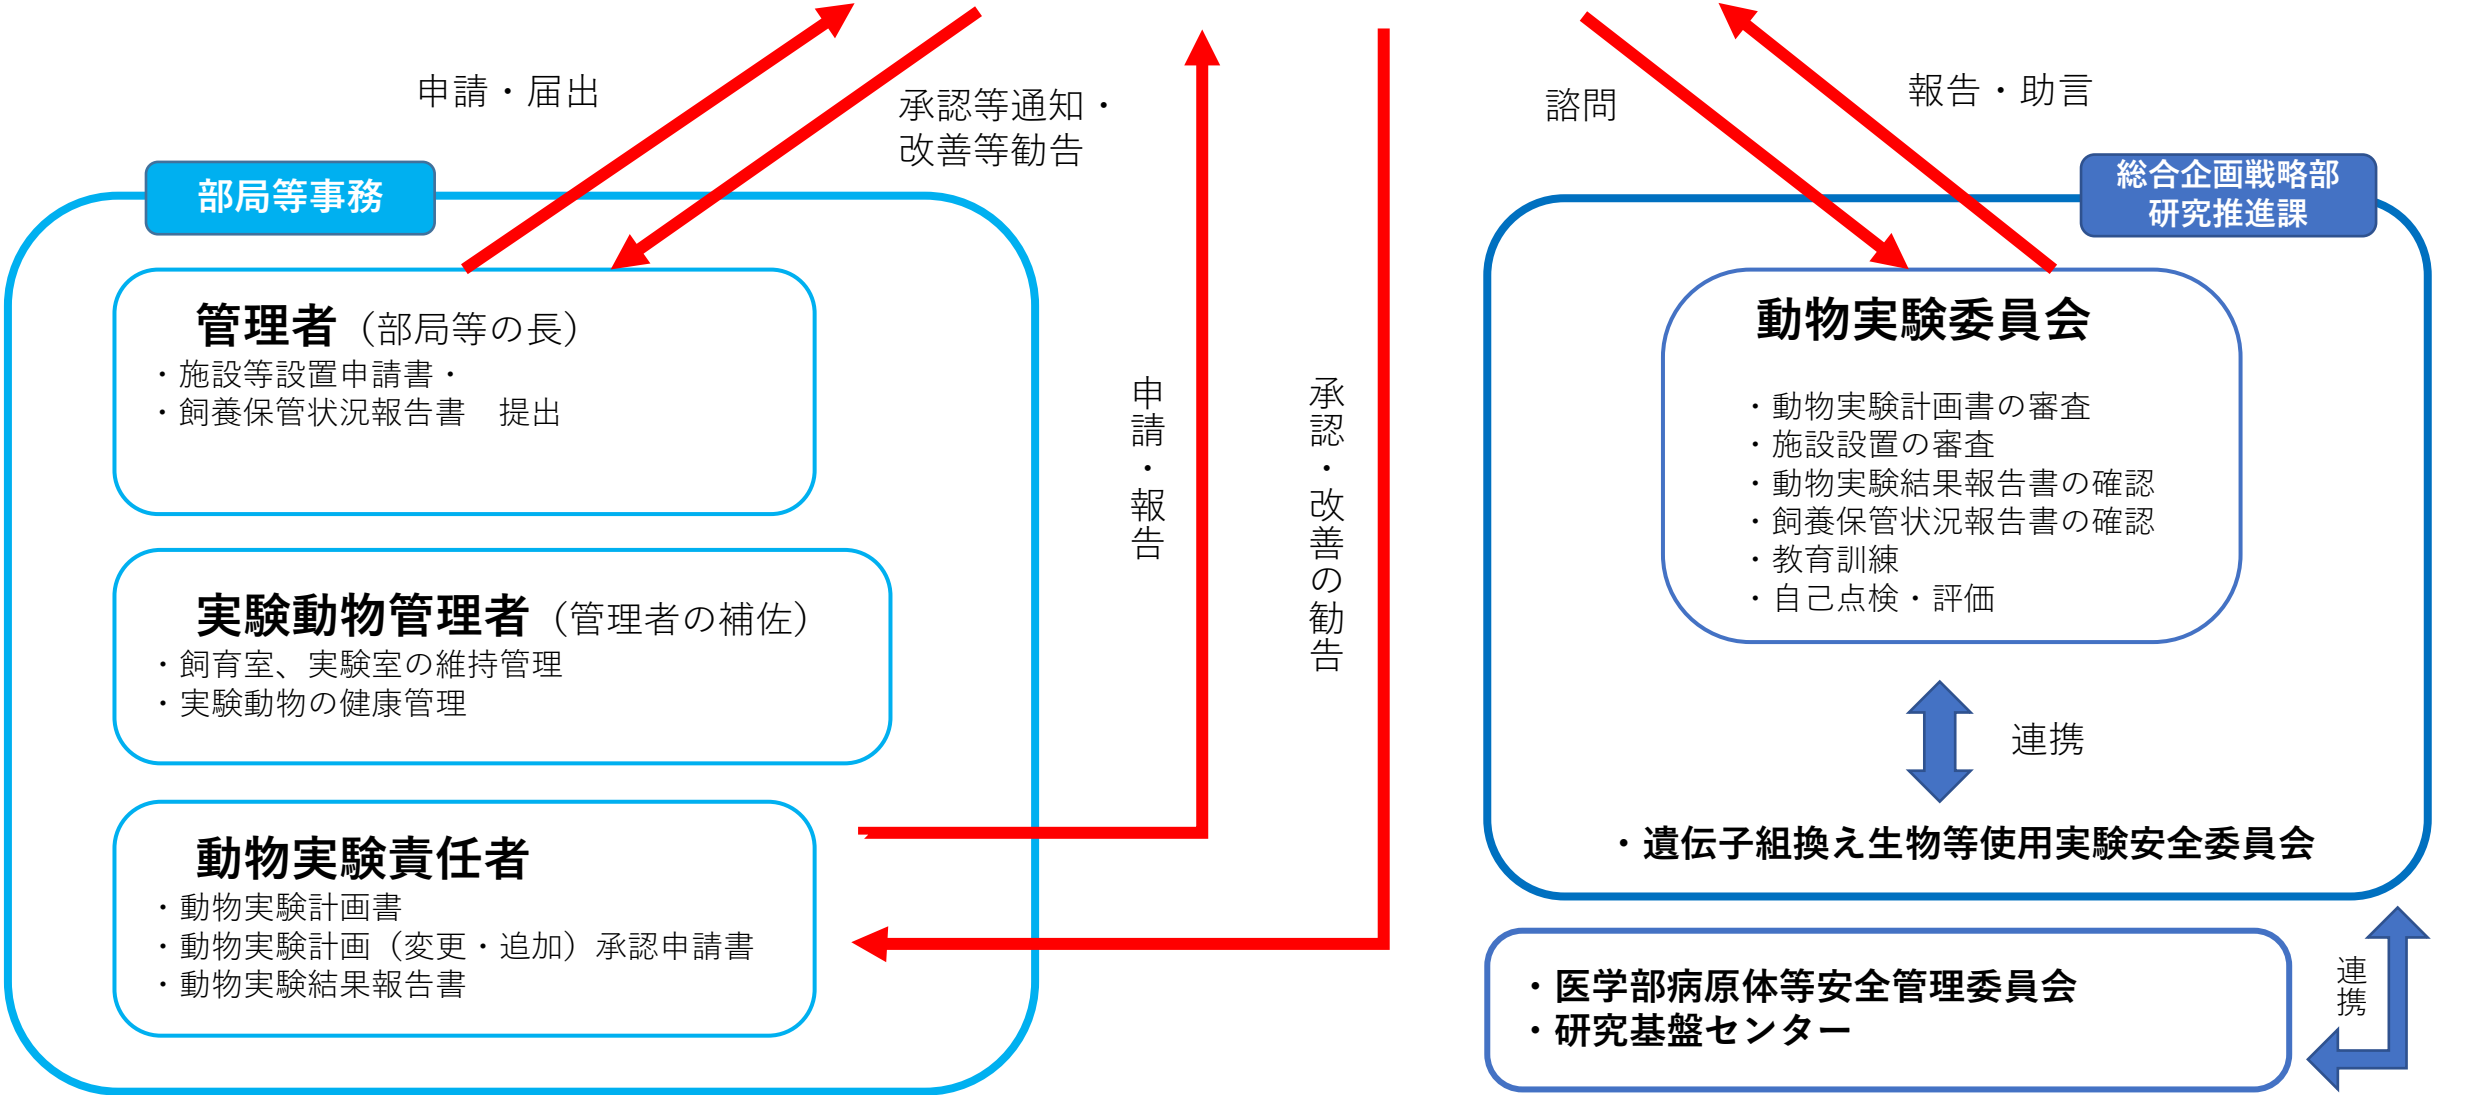 申請・届出
承認等通知・
改善等勧告
諮問
報告・助言
部局等事務
管理者（部局等の長）
・施設等設置申請書・
・飼養保管状況報告書　提出
実験動物管理者（管理者の補佐）
・飼育室、実験室の維持管理
・実験動物の健康管理
動物実験責任者
・動物実験計画書
・動物実験計画（変更・追加）承認申請書
・動物実験結果報告書
申請・報告
承認・改善の勧告
総合企画戦略部
研究推進課
動物実験委員会
・動物実験計画書の審査
・施設設置の審査
・動物実験結果報告書の確認
・飼養保管状況報告書の確認
・教育訓練
・自己点検・評価
連携
・遺伝子組換え生物等使用実験安全委員会
・医学部病原体等安全管理委員会
・研究基盤センター
連携